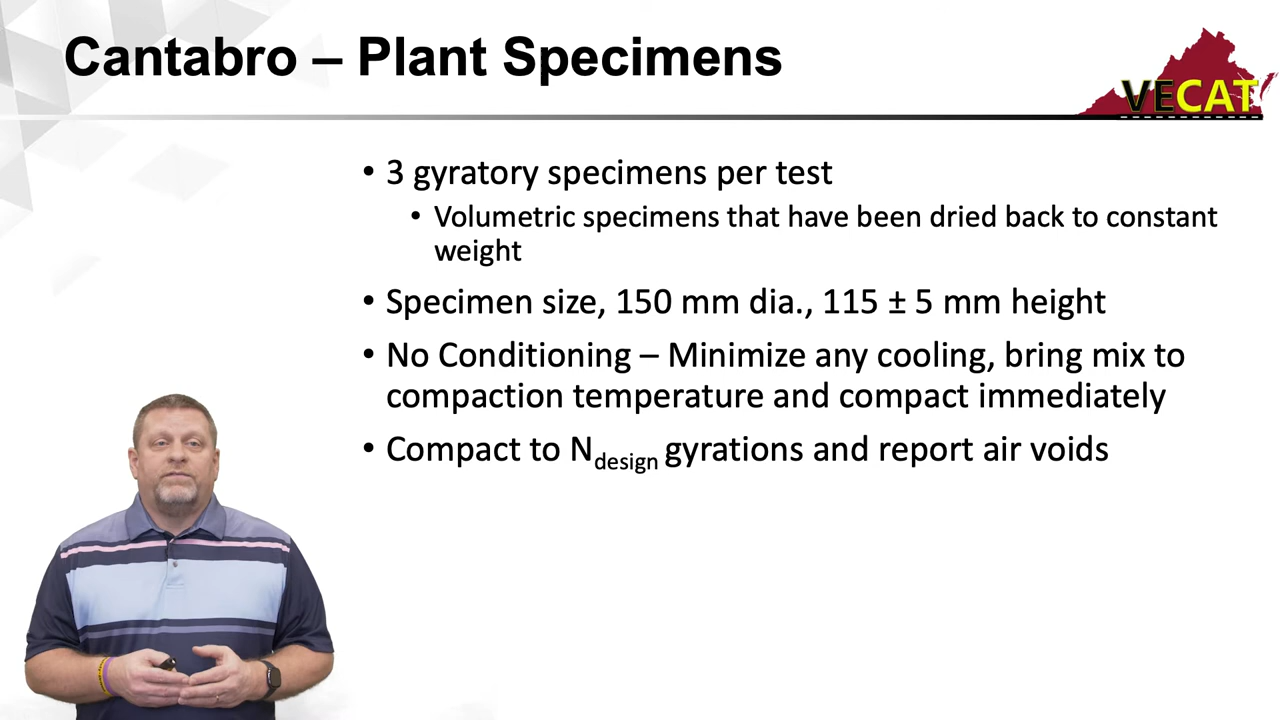 Cantabro – Plant Specimens
VECAT
• 3 gyratory specimens per test
• Volumetric specimens that have been dried back to constant
weight
• Specimen size, 150 mm dia., 115 ± 5 mm height
• No Conditioning – Minimize any cooling, bring mix to
compaction temperature and compact immediately
• Compact to Ndesign gyrations and report air voids